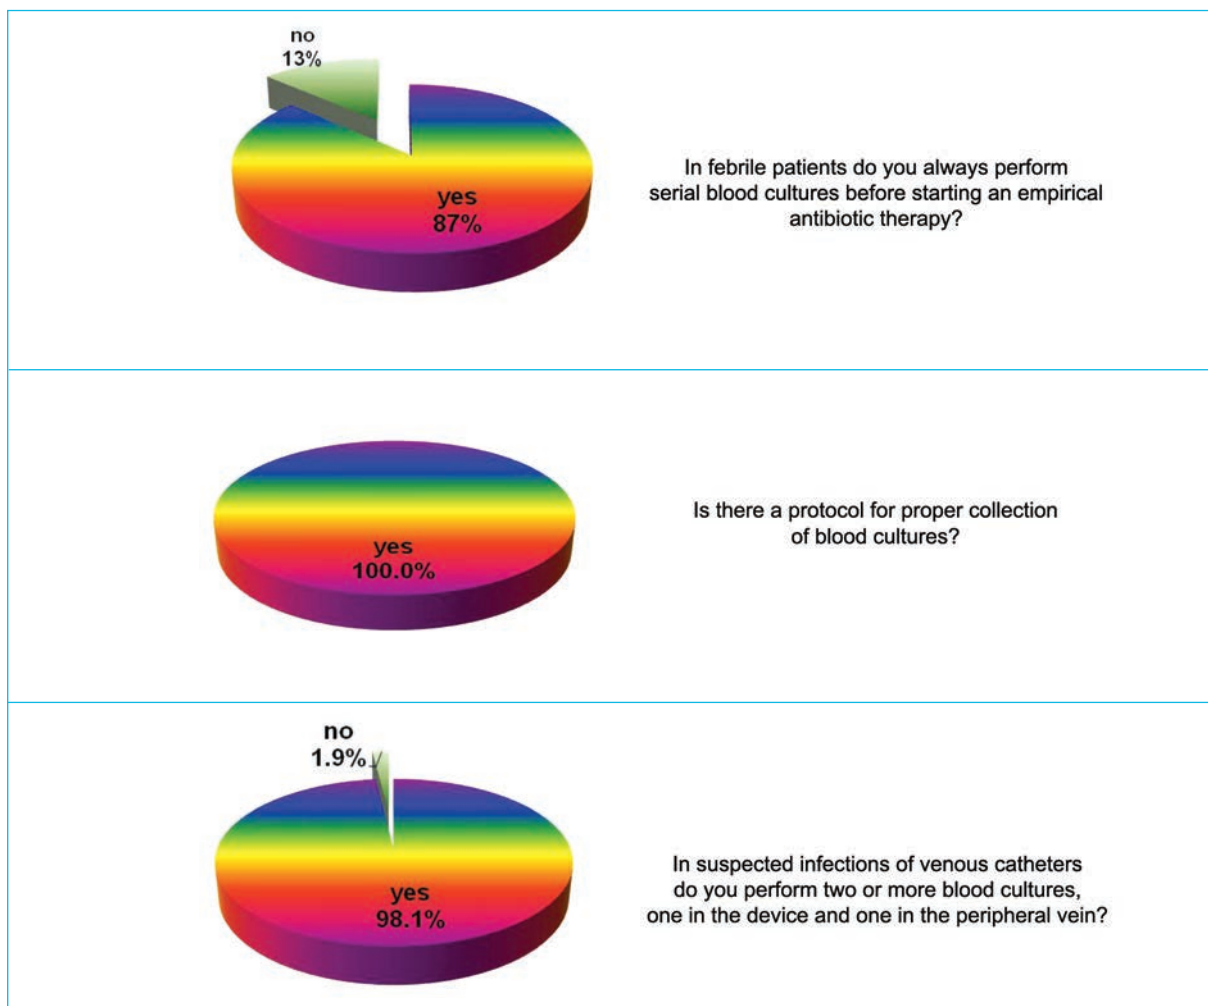 no
13%
yes
87%
In febrile patients do you always perform
serial blood cultures before starting an empirical
antibiotic therapy?
yes
100.0%
Is there a protocol for proper collection
of blood cultures?
no
1.9%
yes
98.1%
In suspected infections of venous catheters
do you perform two or more blood cultures,
one in the device and one in the peripheral vein?